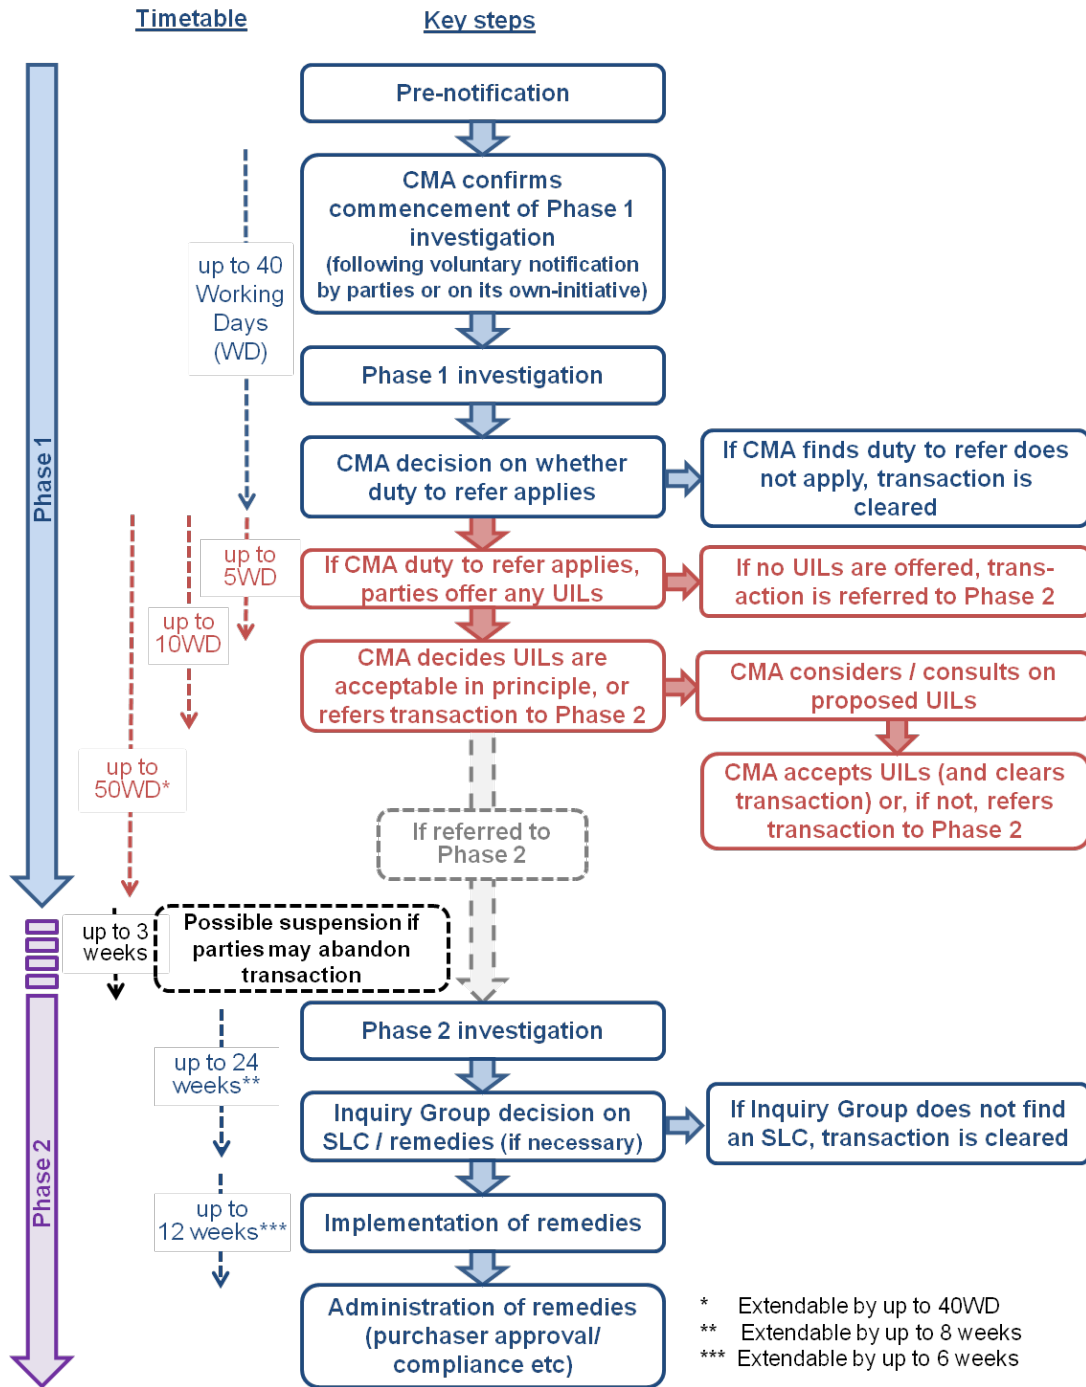 Timetable
Key steps
Pre-notification
CMA confirms
commencement of Phase 1
investigation
(following voluntary notification
by parties or on its own-initiative)
up to 40
Working
Days
(WD)
Phase 1 investigation
Phase 1
CMA decision on whether
duty to refer applies
If CMA finds duty to refer does
not apply, transaction is
cleared
up to
5WD
If CMA duty to refer applies,
parties offer any UILs
If no UILs are offered, trans-
action is referred to Phase 2
up to
10WD
CMA decides UILs are
acceptable in principle, or
refers transaction to Phase 2
CMA considers / consults on
proposed UILs
up to
50WD*
CMA accepts UILs (and clears
transaction) or, if not, refers
transaction to Phase 2
If referred to
Phase 2
up to 3
weeks
Possible suspension if
parties may abandon
transaction
Phase 2 investigation
up to 24
weeks**
Inquiry Group decision on
SLC / remedies (if necessary)
If Inquiry Group does not find
an SLC, transaction is cleared
Phase 2
up to
12 weeks***
Implementation of remedies
Administration of remedies
(purchaser approval/
compliance etc)
* Extendable by up to 40WD
** Extendable by up to 8 weeks
*** Extendable by up to 6 weeks